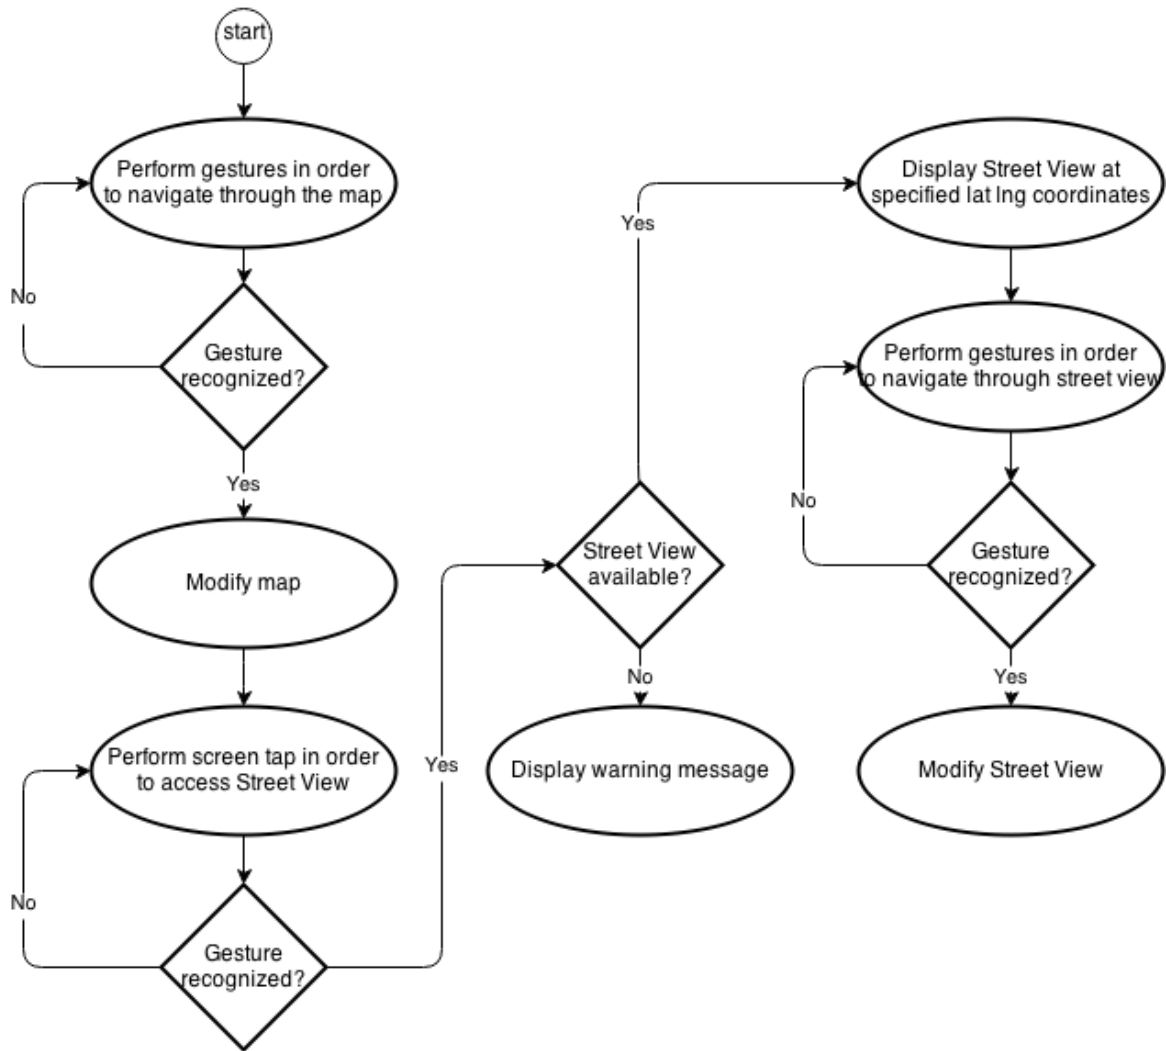 start
Perform gestures in order
to navigate through the map
No
Gesture
recognized?
Yes
Modify map
Perform screen tap in order
to access Street View
No
Gesture
recognized?
Yes
Street View
available?
No
Display warning message
Yes
Display Street View at
specified lat lng coordinates
Perform gestures in order
to navigate through street view
No
Gesture
recognized?
Yes
Modify Street View